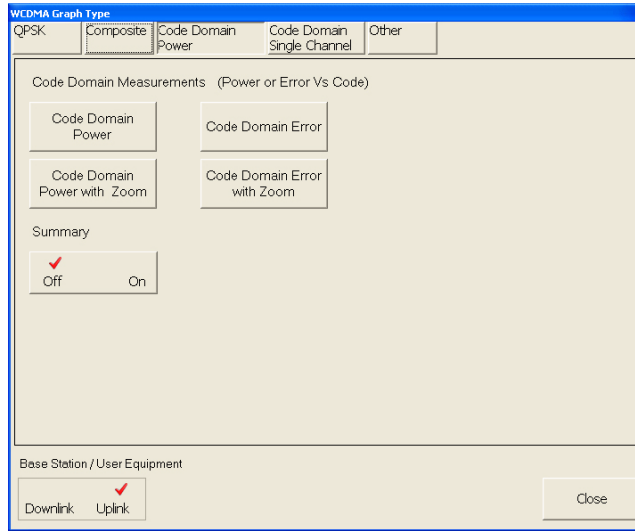 WCDMA Graph Type
QPSK Composite Code Domain Code Domain Other
Power Single Channel
Code Domain Measurements (Power or Error Vs Code)
Code Domain
Power
Code Domain Error
Code Domain
Power with Zoom
Code Domain Error
with Zoom
Summary
Off On
Base Station / User Equipment
Downlink Uplink
Close